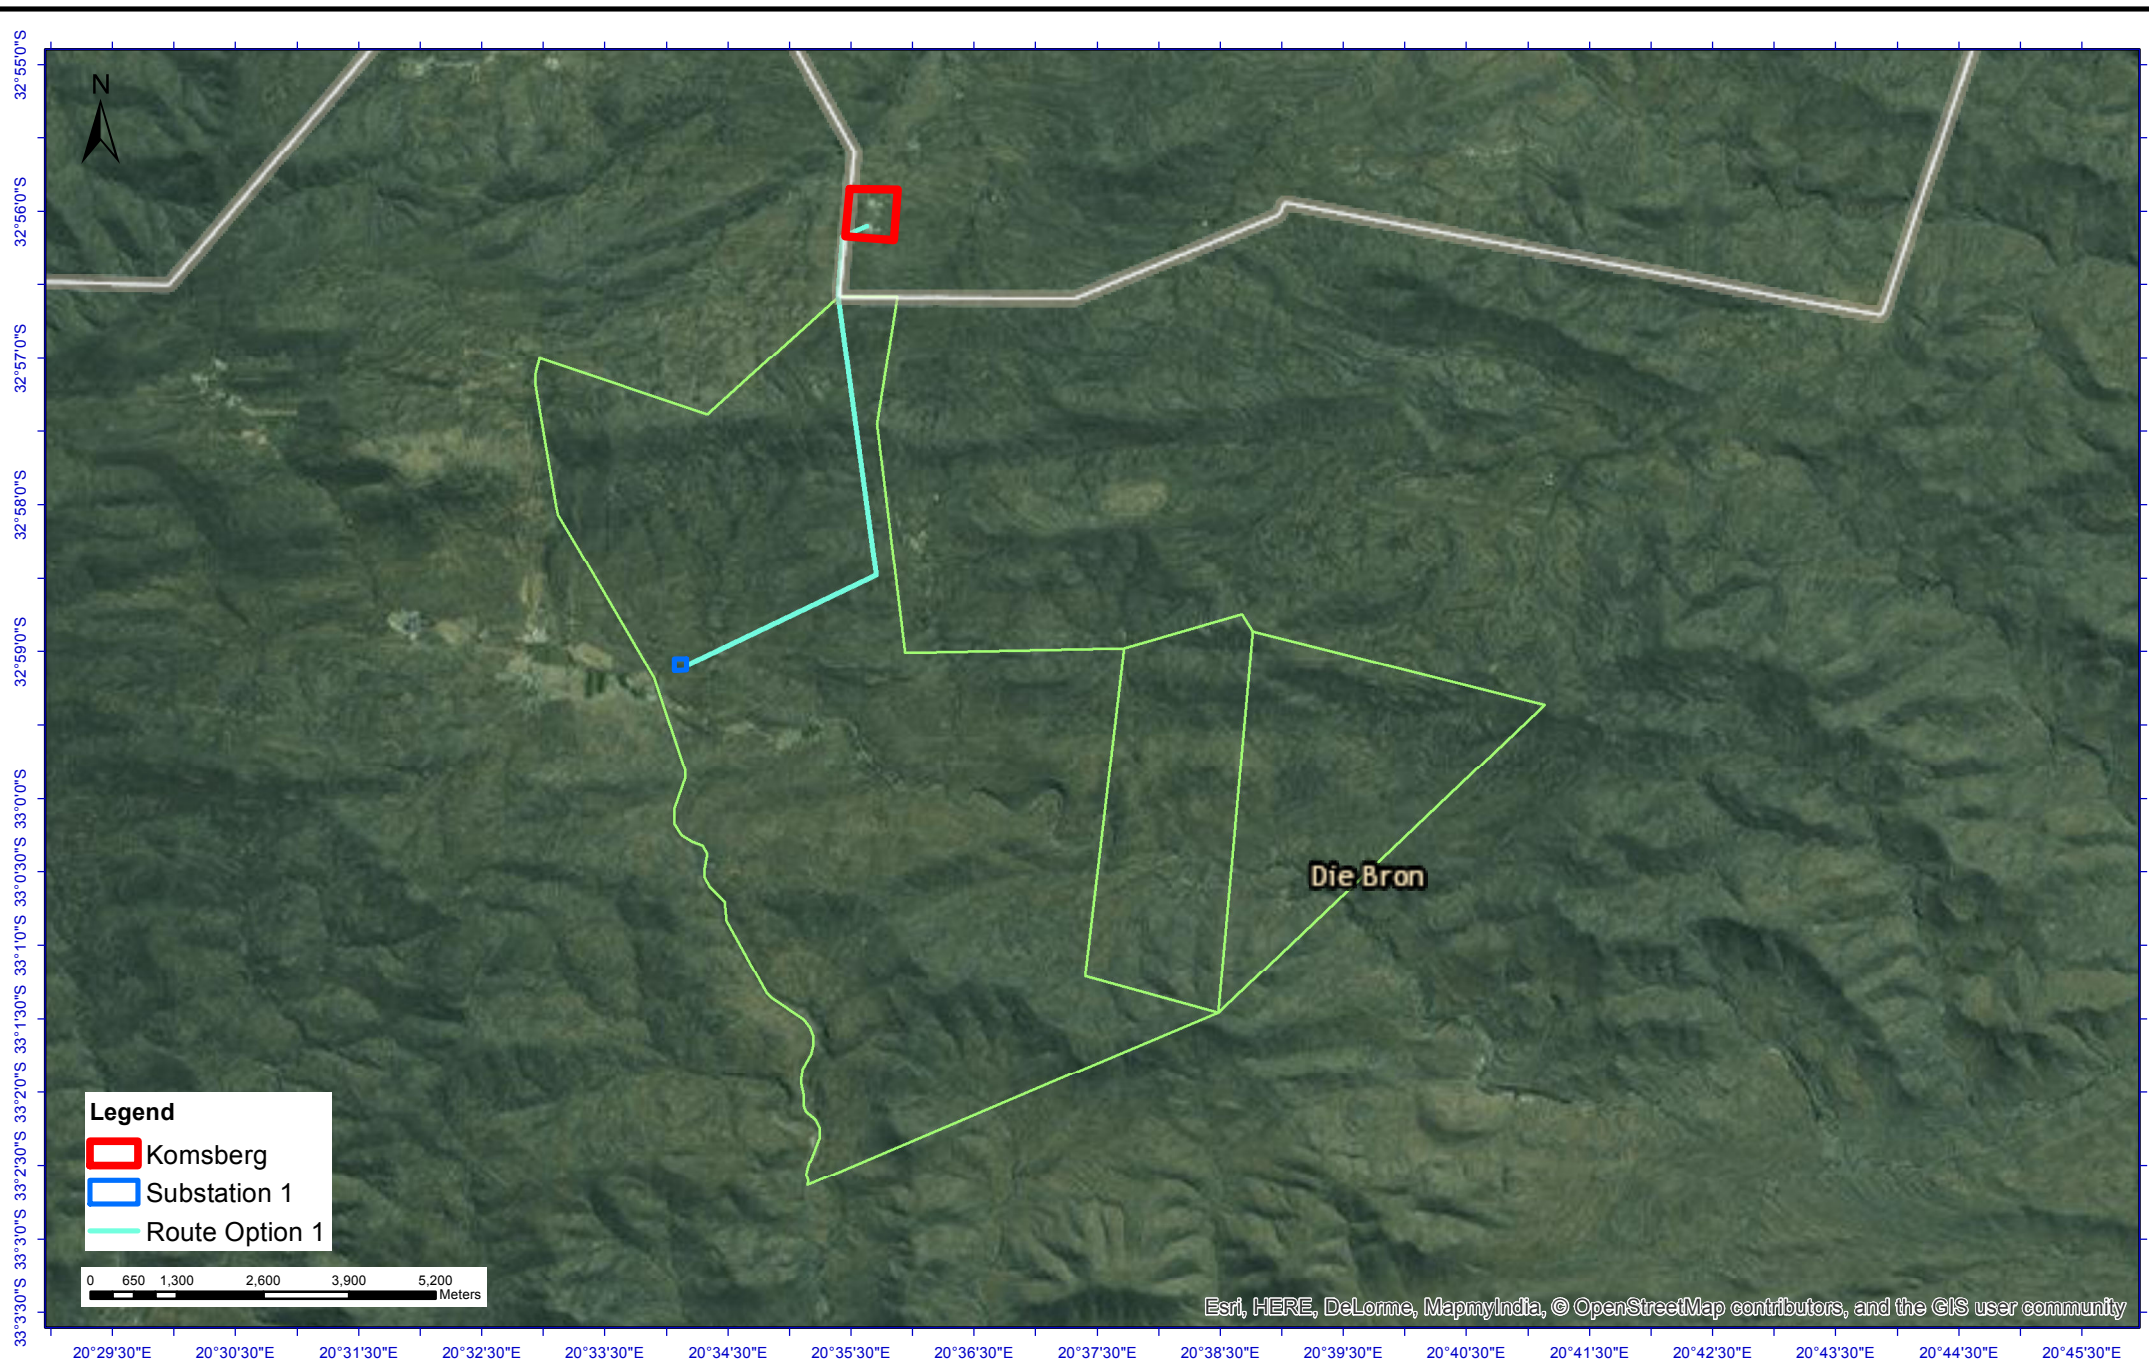 N
32°55'0"S
32°56'0"S
32°57'0"S
32°58'0"S
32°59'0"S
33°0'0"S
33°0'30"S
33°1'0"S
33°1'30"S
33°2'0"S
33°2'30"S
33°3'0"S
33°3'30"S
Die Bron
Legend
Komsberg
Substation 1
Route Option 1
0 650 1,300 2,600 3,900 5,200
Meters
Esri, HERE, DeLorme, MapmyIndia, © OpenStreetMap contributors, and the GIS user community
20°29'30"E 20°30'30"E 20°31'30"E 20°32'30"E 20°33'30"E 20°34'30"E 20°35'30"E 20°36'30"E 20°37'30"E 20°38'30"E 20°39'30"E 20°40'30"E 20°41'30"E 20°42'30"E 20°43'30"E 20°44'30"E 20°45'30"E